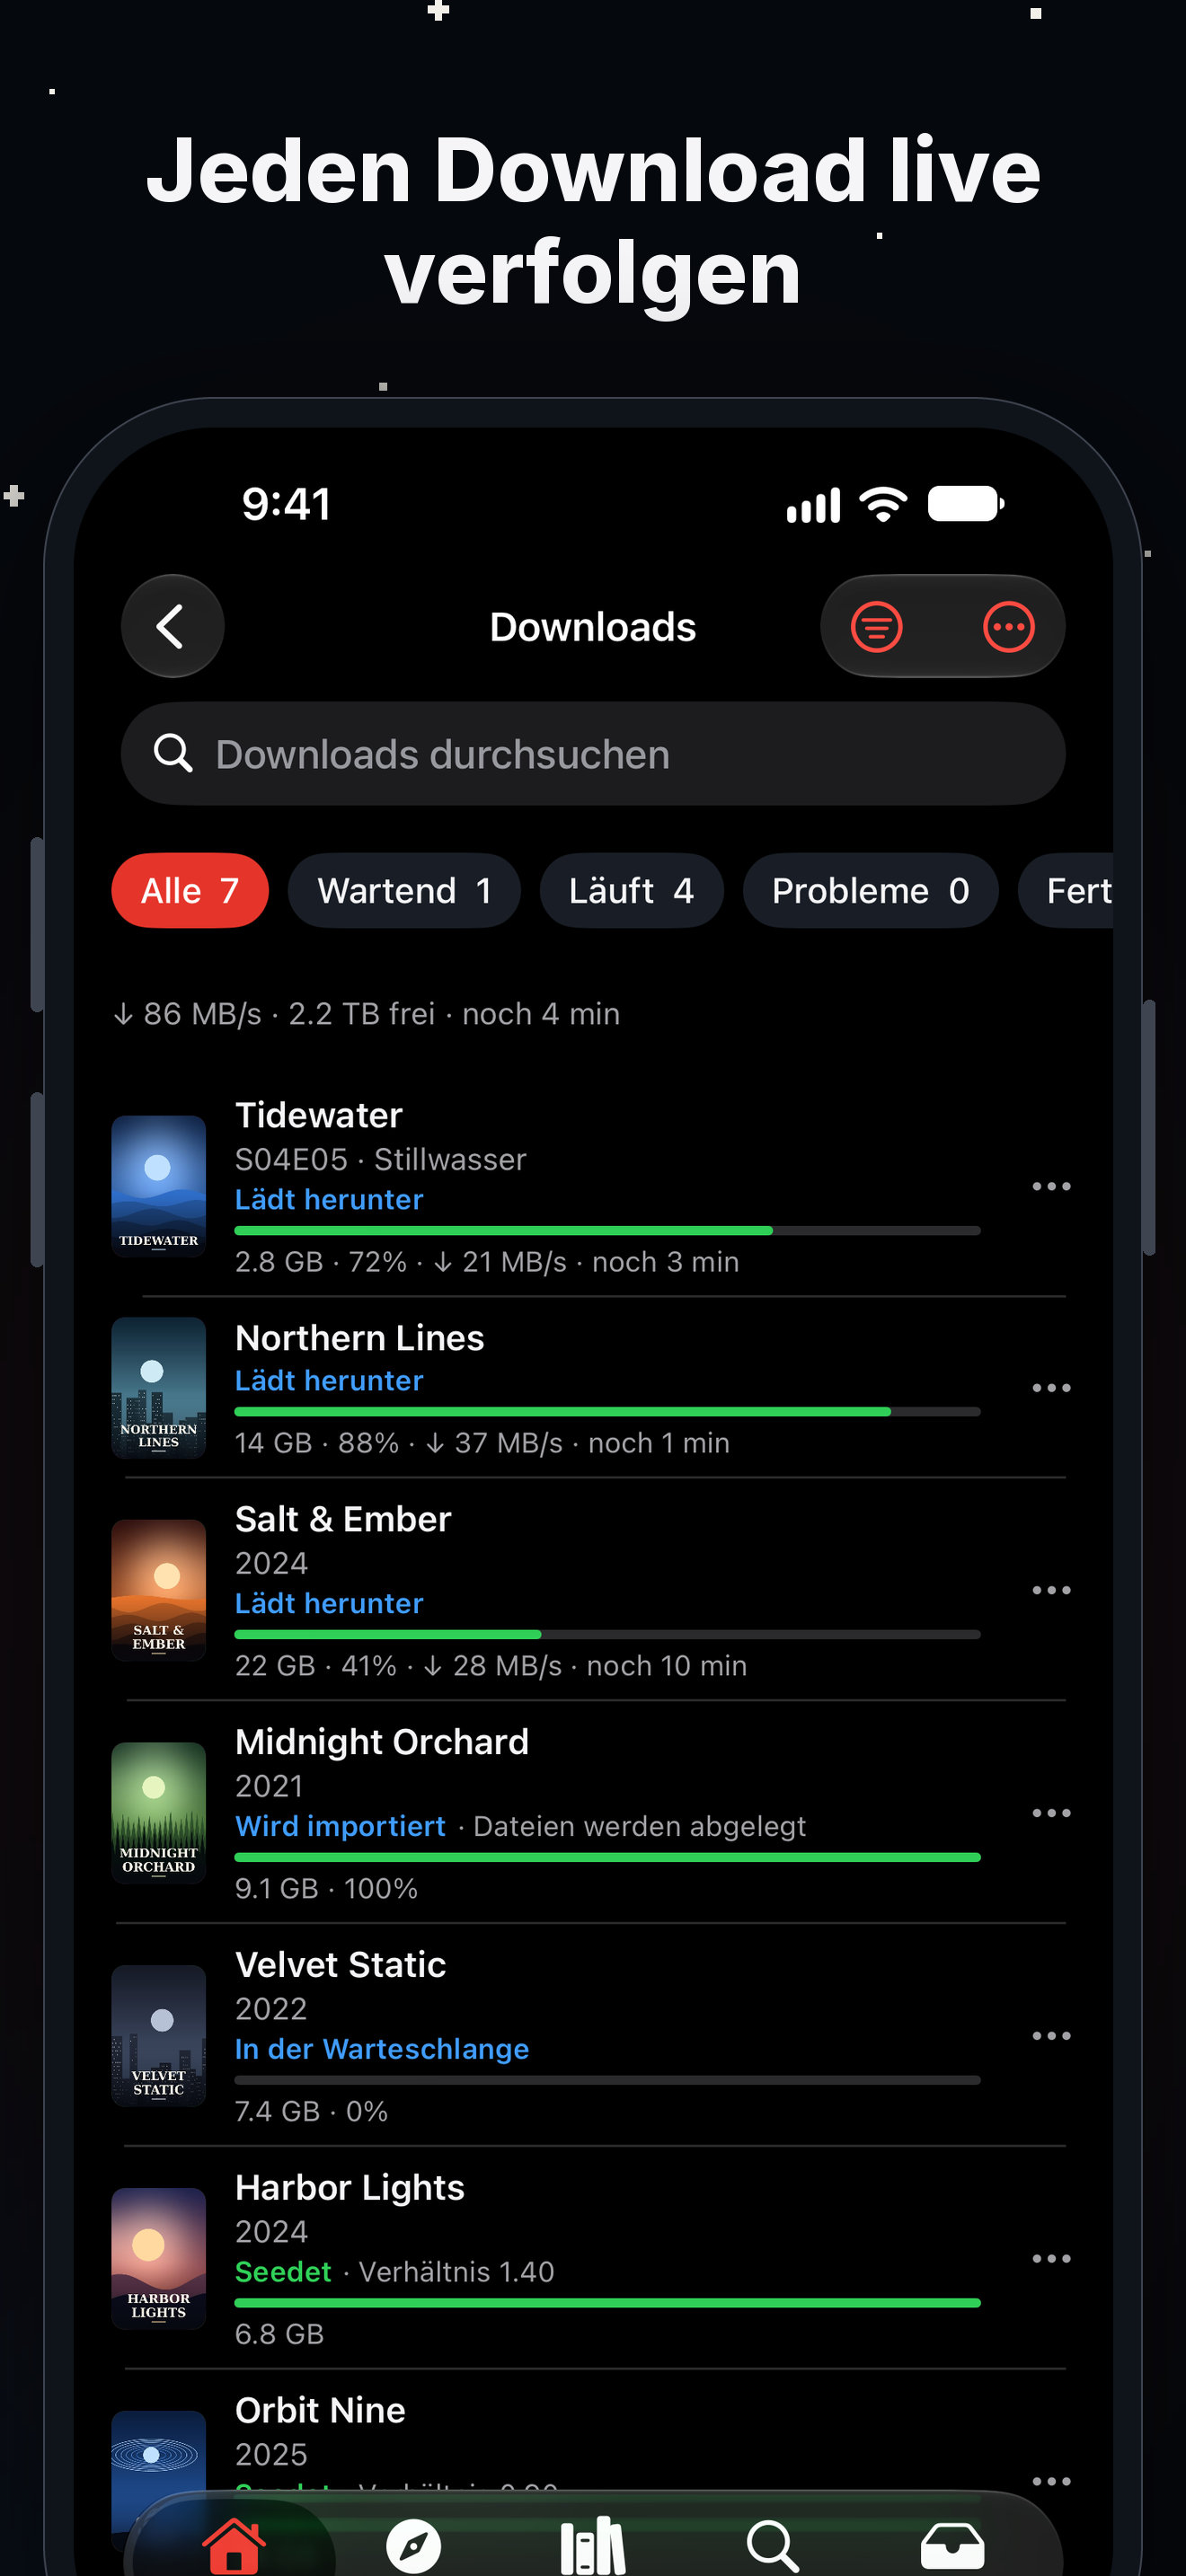 Jeden Download live
verfolgen
9:41
Downloads
Downloads durchsuchen
Alle 7 Wartend 1 Läuft 4 Probleme 0 Fert
↓ 86 MB/s · 2.2 TB frei · noch 4 min
Tidewater
S04E05 · Stillwasser
Lädt herunter
2.8 GB · 72% · ↓ 21 MB/s · noch 3 min
TIDEWATER
Northern Lines
Lädt herunter
14 GB · 88% · ↓ 37 MB/s · noch 1 min
NORTHERN
LINES
Salt & Ember
2024
Lädt herunter
22 GB · 41% · ↓ 28 MB/s · noch 10 min
SALT &
EMBER
Midnight Orchard
2021
Wird importiert · Dateien werden abgelegt
9.1 GB · 100%
MIDNIGHT
ORCHARD
Velvet Static
2022
In der Warteschlange
7.4 GB · 0%
VELVET
STATIC
Harbor Lights
2024
Seedet · Verhältnis 1.40
6.8 GB
HARBOR
LIGHTS
Orbit Nine
2025